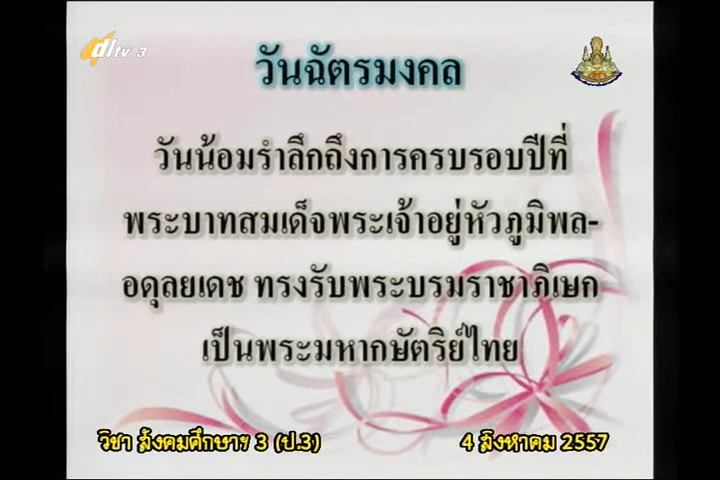 dltv 3
วันฉัตรมงคล
วันน้อมรำลึกถึงการครบรอบปีที่
พระบาทสมเด็จพระเจ้าอยู่หัวภูมิพล-
อดุลยเดช ทรงรับพระบรมราชาภิเษก
เป็นพระมหากษัตริย์ไทย
วิชา สังคมศึกษาฯ 3 (ป.3) 4 สิงหาคม 2557